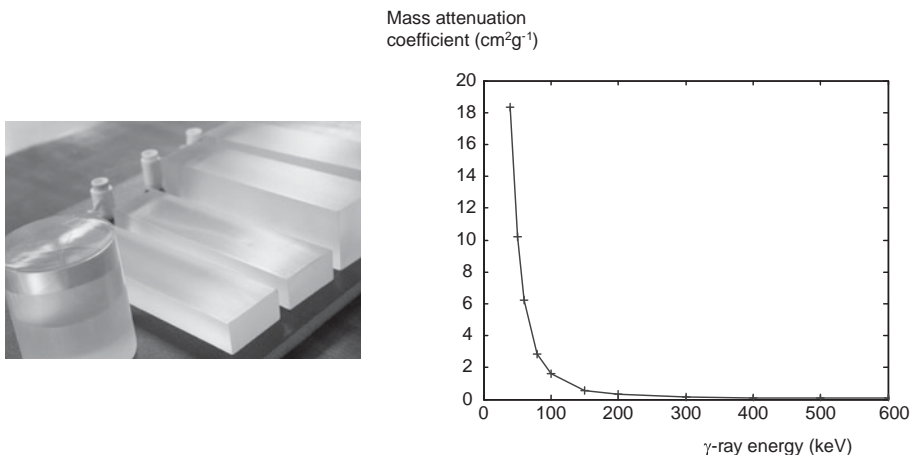 Mass attenuation
coefficient (cm²g⁻¹)
20
18
16
14
12
10
8
6
4
2
0
0 100 200 300 400 500 600
γ-ray energy (keV)